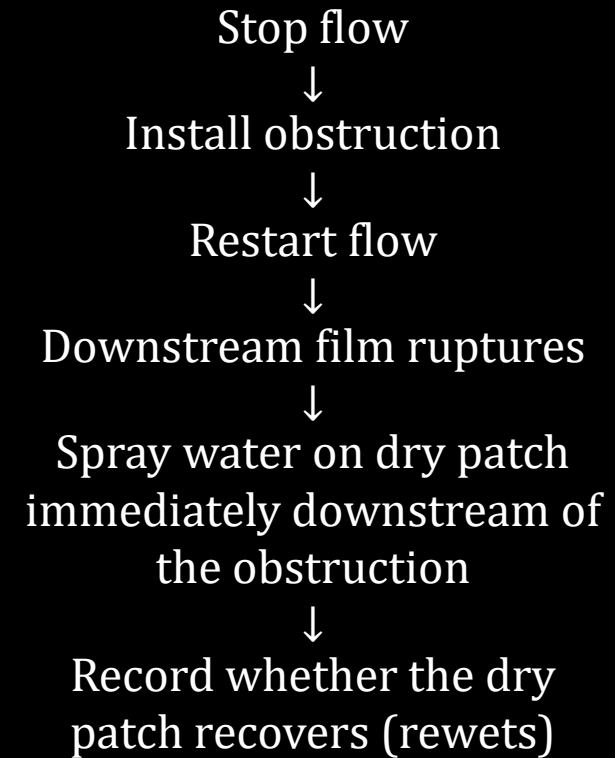 Stop flow
↓
Install obstruction
↓
Restart flow
↓
Downstream film ruptures
↓
Spray water on dry patch
immediately downstream of
the obstruction
↓
Record whether the dry
patch recovers (rewets)